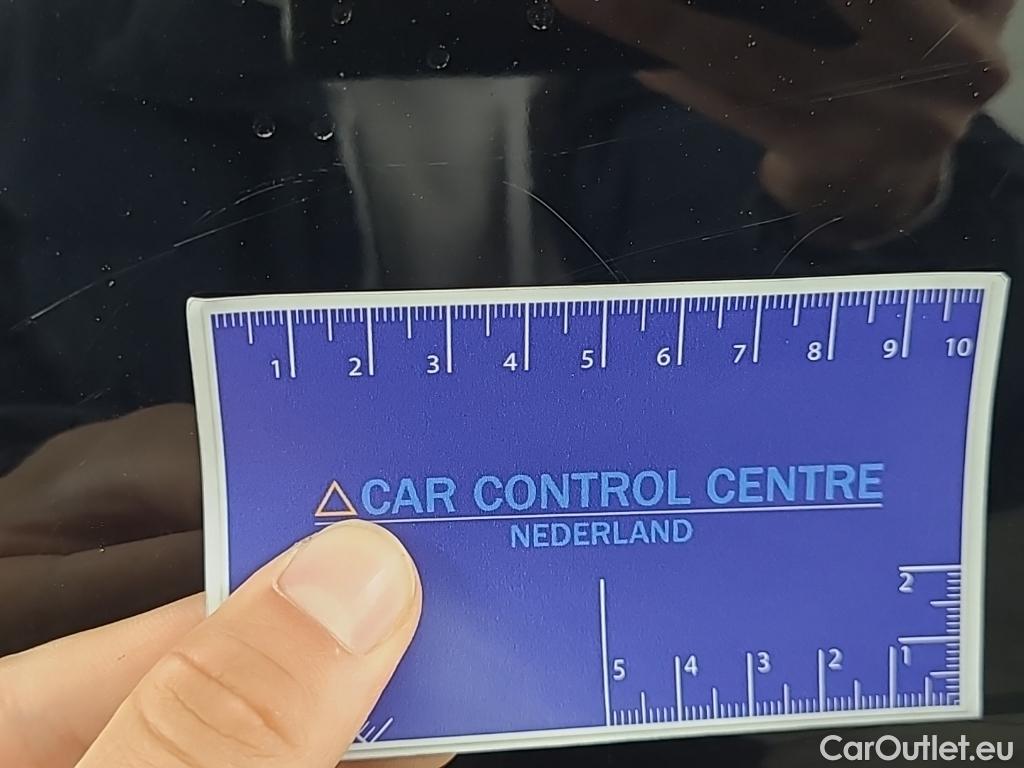 1 2 3 4 5 6 7 8 9 10
CAR CONTROL CENTRE
NEDERLAND
2
5 4 3 2 1
CarOutlet.eu